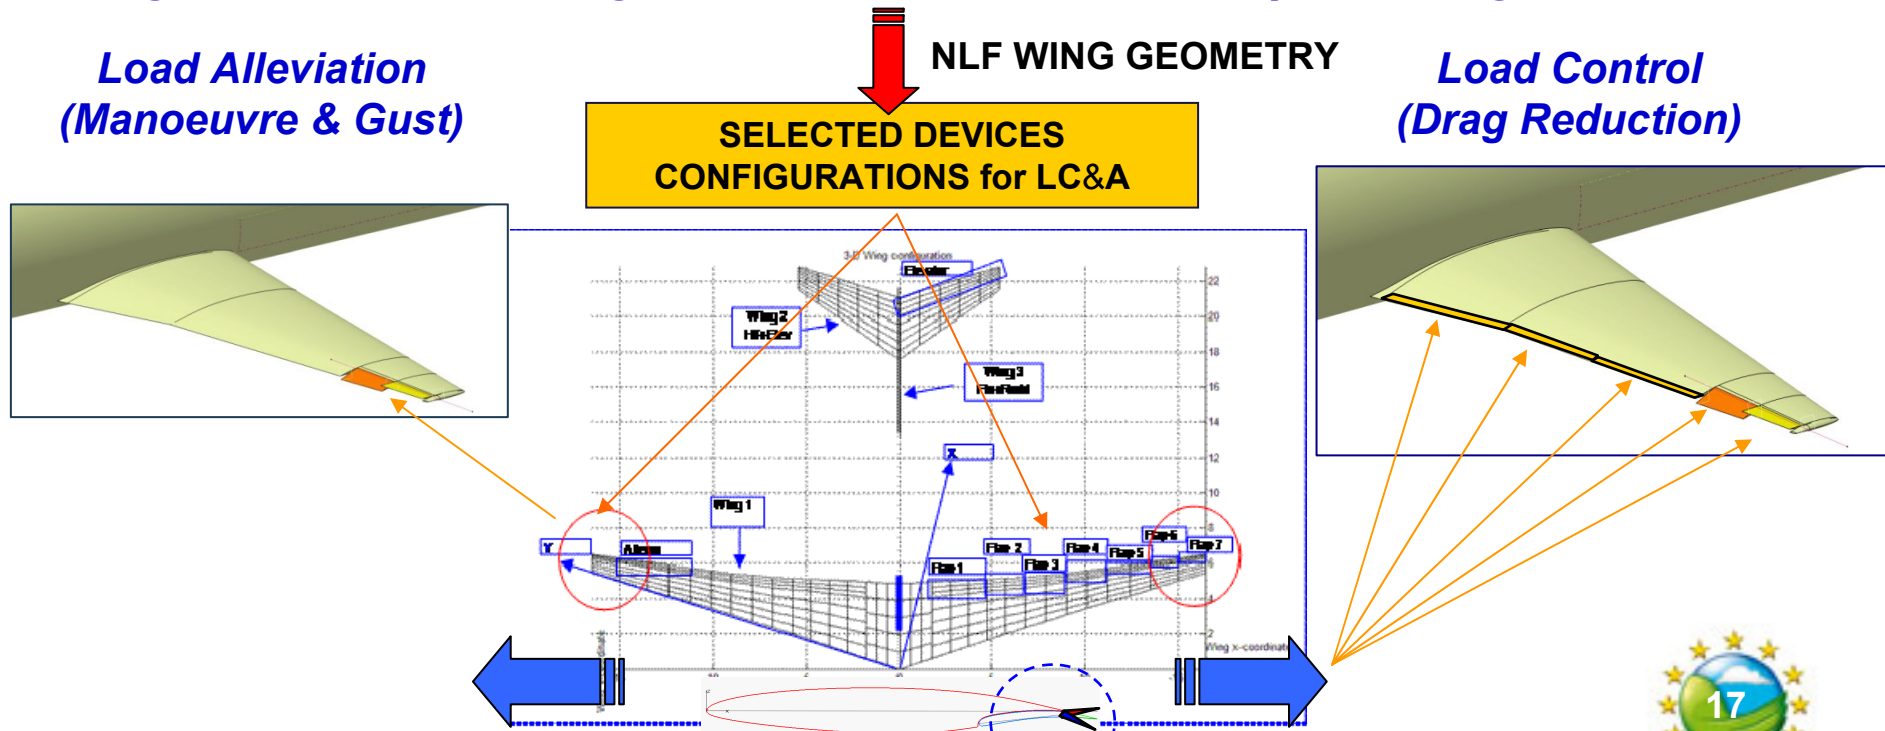 NLF WING GEOMETRY
Load Alleviation
(Manoeuvre & Gust)
SELECTED DEVICES
CONFIGURATIONS for LC&A
Load Control
(Drag Reduction)
3-D Wing configuration
Elevator
22
20
18
16
14
12
10
8
6
4
2
Wing 2
Wing 3
X
Wing 1
Y
Aileron
Flap 1
Flap 2
Flap 3
Flap 4
Flap 5
Flap 6
Flap 7
Wing x-coordinate
17